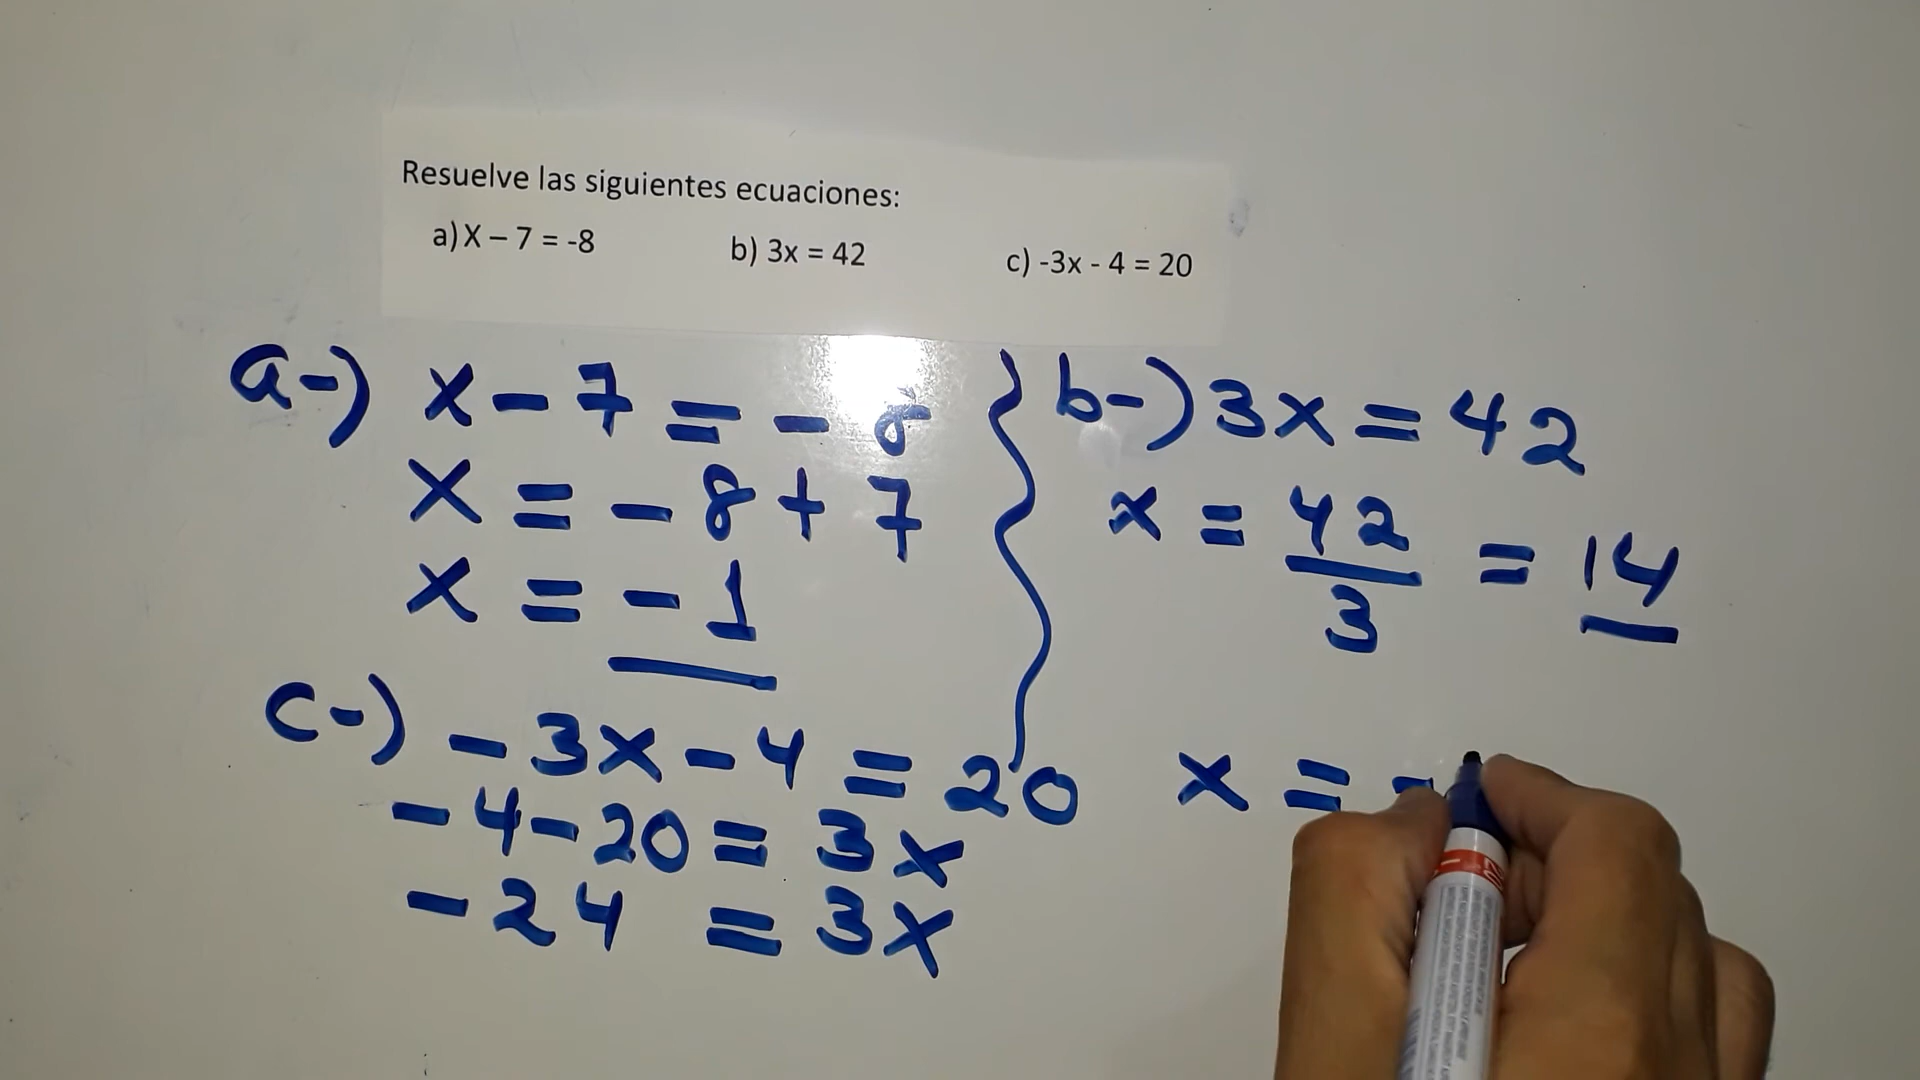 Resuelve las siguientes ecuaciones:
a) X – 7 = -8 b) 3x = 42 c) -3x - 4 = 20
a-) x - 7 = - 8
x = - 8 + 7
x = - 1
b-) 3x = 42
x = 42/3 = 14
c-) - 3x - 4 = 20
- 4 - 20 = 3x
- 24 = 3x
x = -